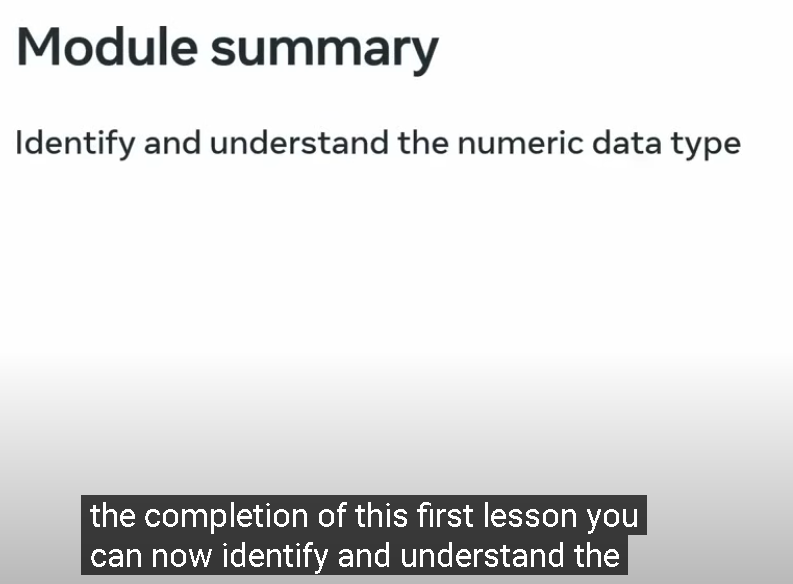 Module summary
Identify and understand the numeric data type
the completion of this first lesson you
can now identify and understand the